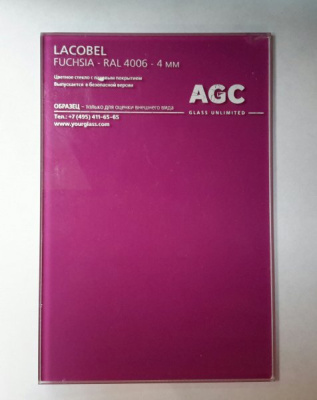 LACOBEL
FUCHSIA - RAL 4006 - 4 мм
Цветное стекло с лаковым покрытием
Выпускается в безопасной версии
AGC
GLASS UNLIMITED
ОБРАЗЕЦ – только для оценки внешнего вида
Тел.: +7 (495) 411-65-65
www.yourglass.com